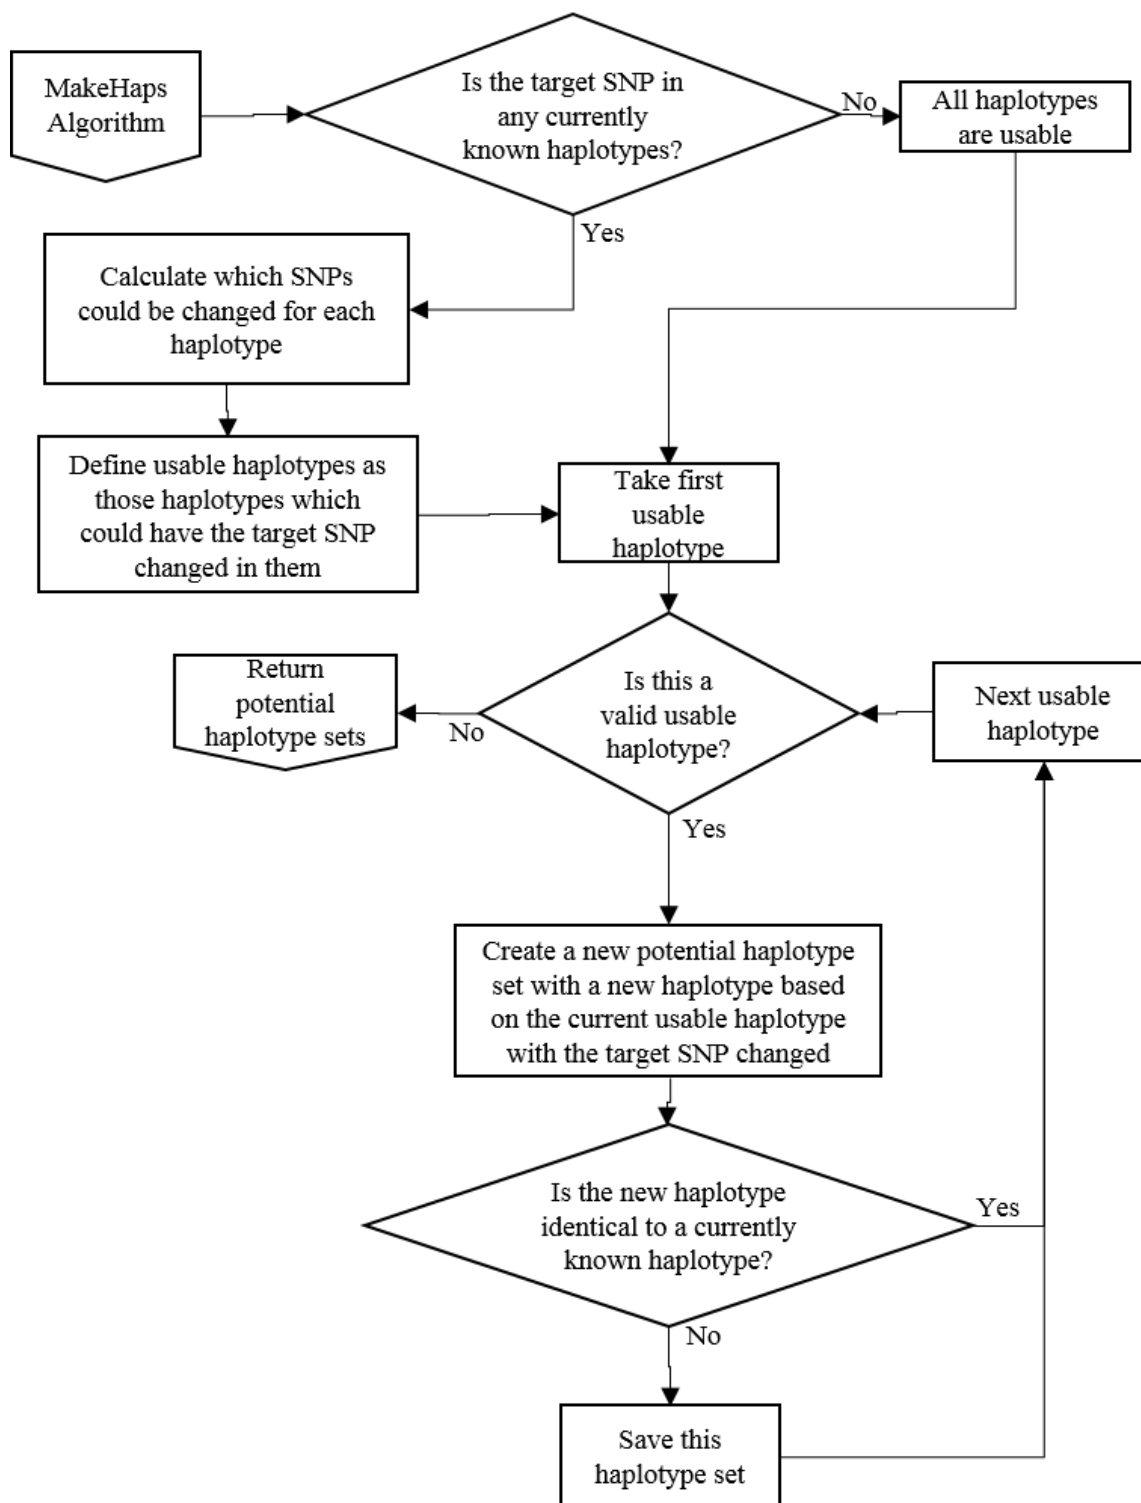 MakeHaps
Algorithm
Is the target SNP in
any currently
known haplotypes?
No
All haplotypes
are usable
Yes
Calculate which SNPs
could be changed for each
haplotype
Define usable haplotypes as
those haplotypes which
could have the target SNP
changed in them
Take first
usable
haplotype
Return
potential
haplotype sets
No
Is this a
valid usable
haplotype?
Next usable
haplotype
Yes
Create a new potential haplotype
set with a new haplotype based
on the current usable haplotype
with the target SNP changed
Is the new haplotype
identical to a currently
known haplotype?
Yes
No
Save this
haplotype set